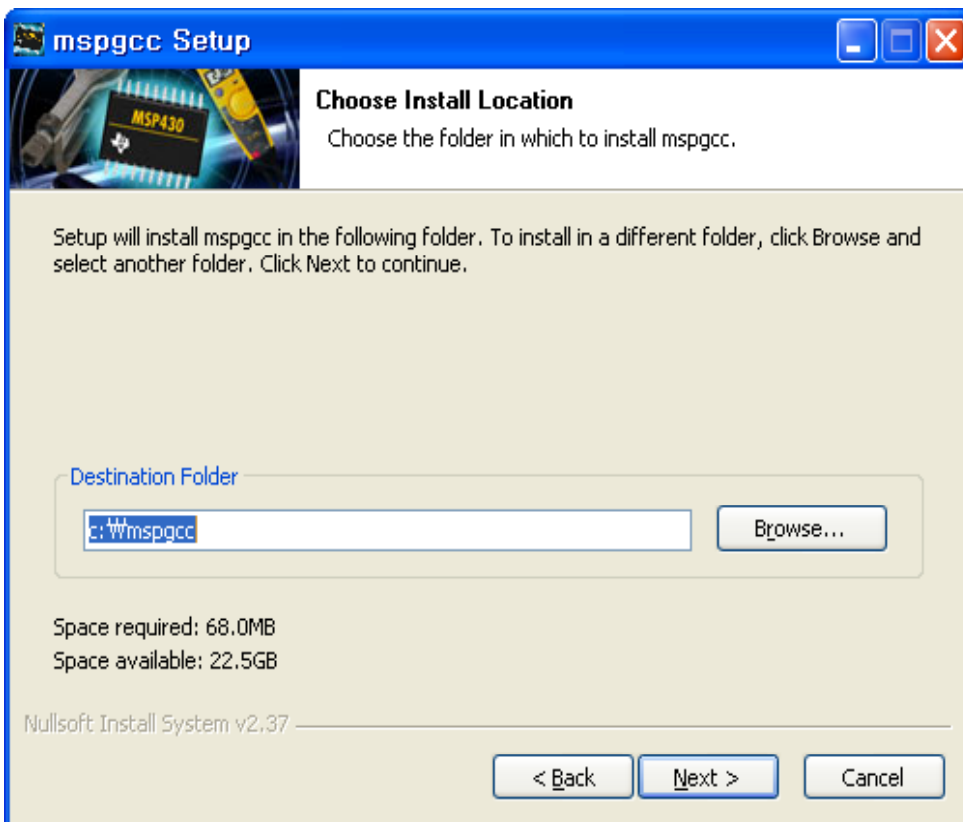 mspgcc Setup
MSP430
Choose Install Location
Choose the folder in which to install mspgcc.
Setup will install mspgcc in the following folder. To install in a different folder, click Browse and
select another folder. Click Next to continue.
Destination Folder
c:₩mspgcc
Browse...
Space required: 68.0MB
Space available: 22.5GB
Nullsoft Install System v2.37
< Back
Next >
Cancel